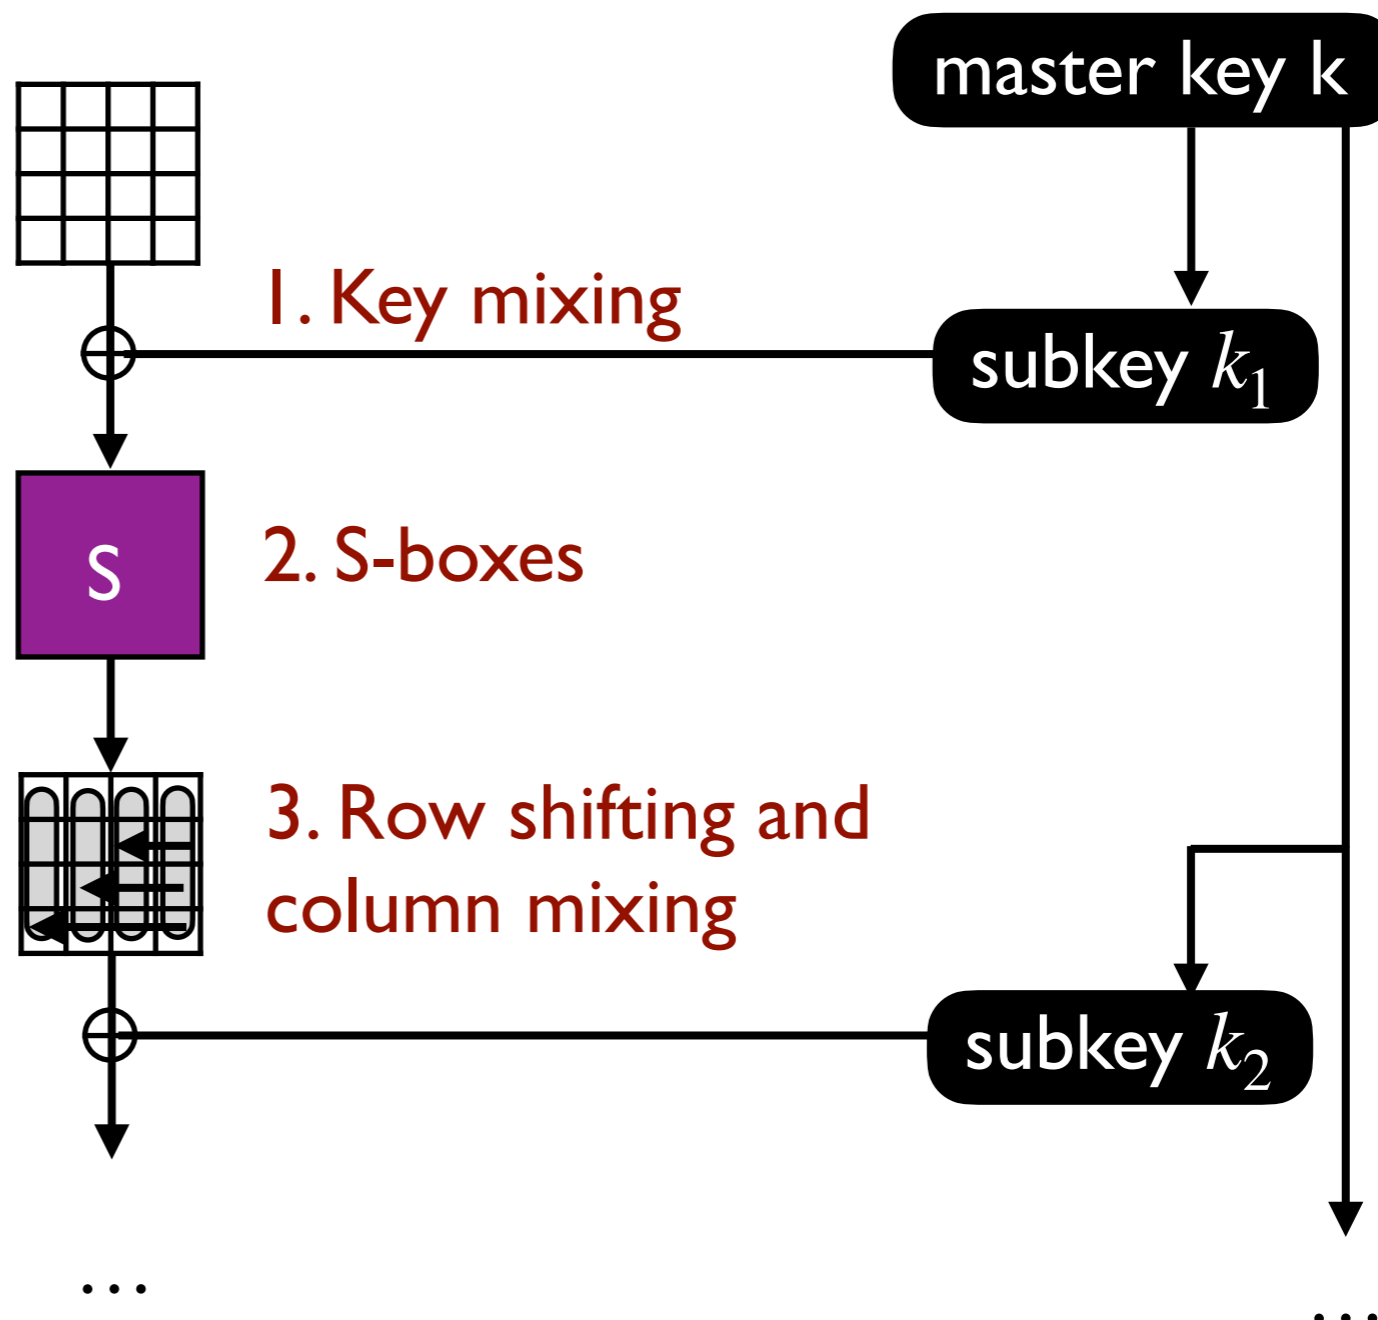 master key k
1. Key mixing
subkey k₁
S
2. S-boxes
3. Row shifting and
column mixing
subkey k₂
...
...